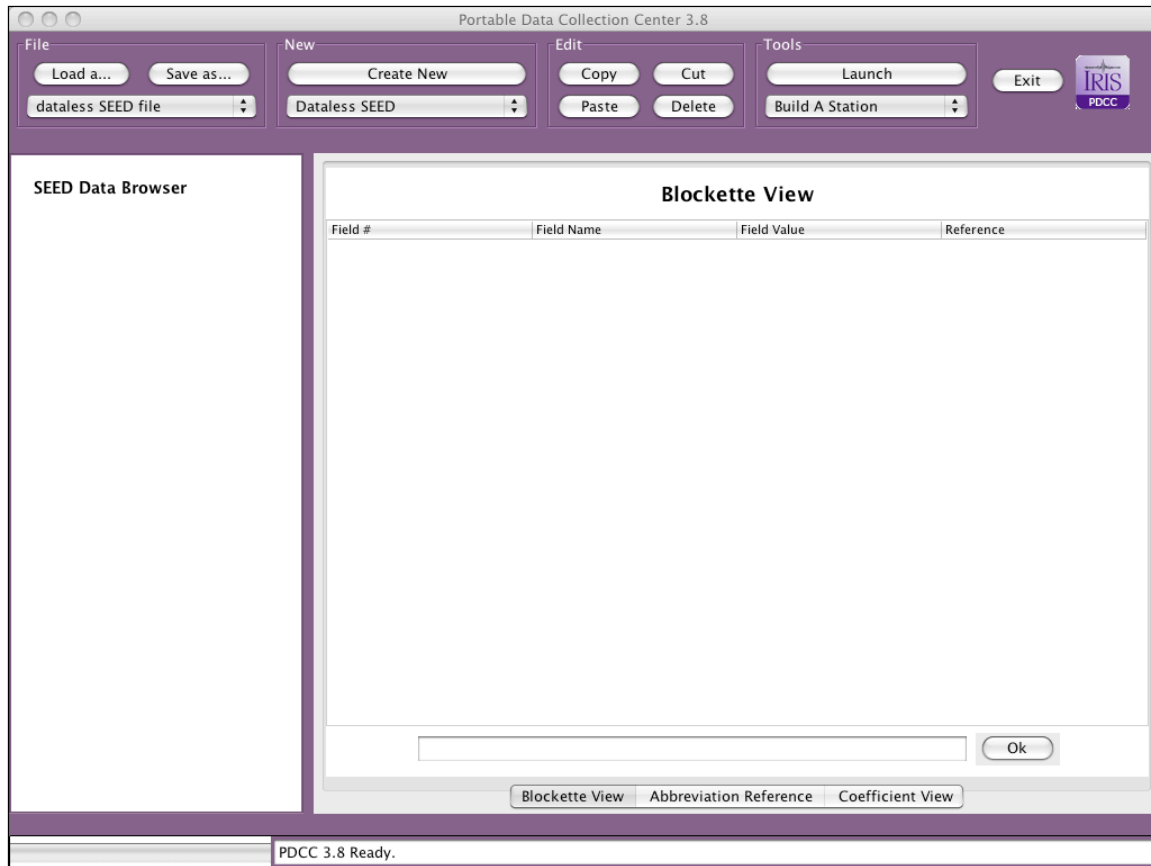 Portable Data Collection Center 3.8
File
New
Edit
Tools
Load a...
Save as...
Create New
Copy
Cut
Launch
Exit
IRIS
PDCC
dataless SEED file
Dataless SEED
Paste
Delete
Build A Station
SEED Data Browser
Blockette View
Field #
Field Name
Field Value
Reference
Ok
Blockette View
Abbreviation Reference
Coefficient View
PDCC 3.8 Ready.